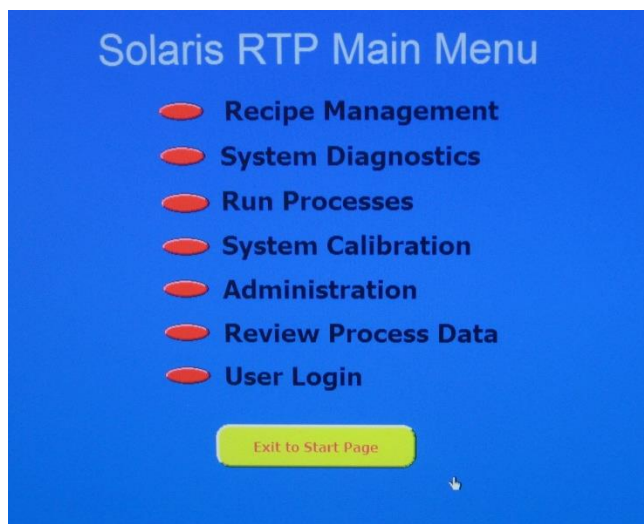 Solaris RTP Main Menu
Recipe Management
System Diagnostics
Run Processes
System Calibration
Administration
Review Process Data
User Login
Exit to Start Page